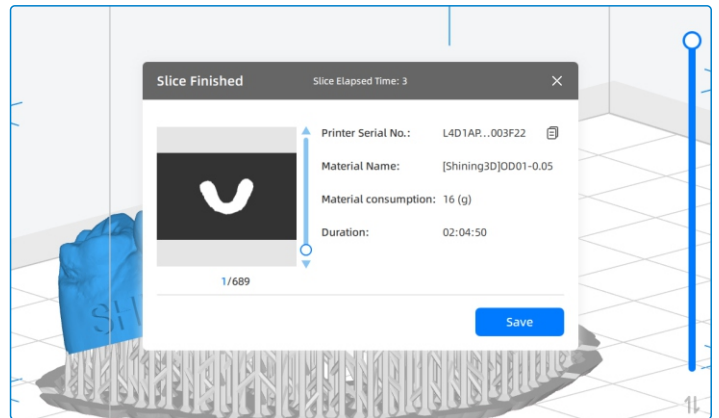 Slice Finished Slice Elapsed Time: 3
Printer Serial No.: L4D1AP...003F22
Material Name: [Shining3D]OD01-0.05
Material consumption: 16 (g)
Duration: 02:04:50
1/689
Save
SH